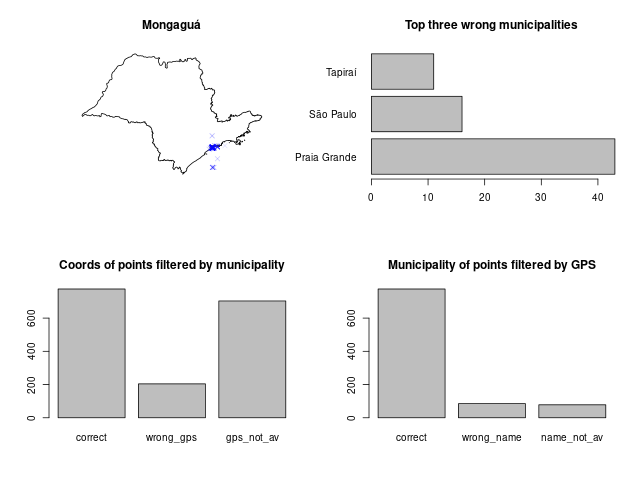 Mongaguá
Top three wrong municipalities
Tapiraí
São Paulo
Praia Grande
0 10 20 30 40
Coords of points filtered by municipality
0 200 400 600
correct wrong_gps gps_not_av
Municipality of points filtered by GPS
0 200 400 600
correct wrong_name name_not_av